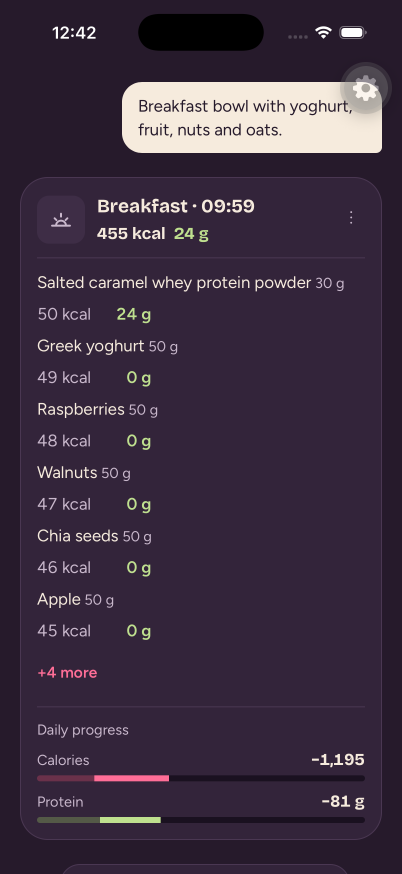 12:42
Breakfast bowl with yoghurt,
fruit, nuts and oats.
Breakfast · 09:59
455 kcal 24 g
Salted caramel whey protein powder 30 g
50 kcal 24 g
Greek yoghurt 50 g
49 kcal 0 g
Raspberries 50 g
48 kcal 0 g
Walnuts 50 g
47 kcal 0 g
Chia seeds 50 g
46 kcal 0 g
Apple 50 g
45 kcal 0 g
+4 more
Daily progress
Calories −1,195
Protein −81 g